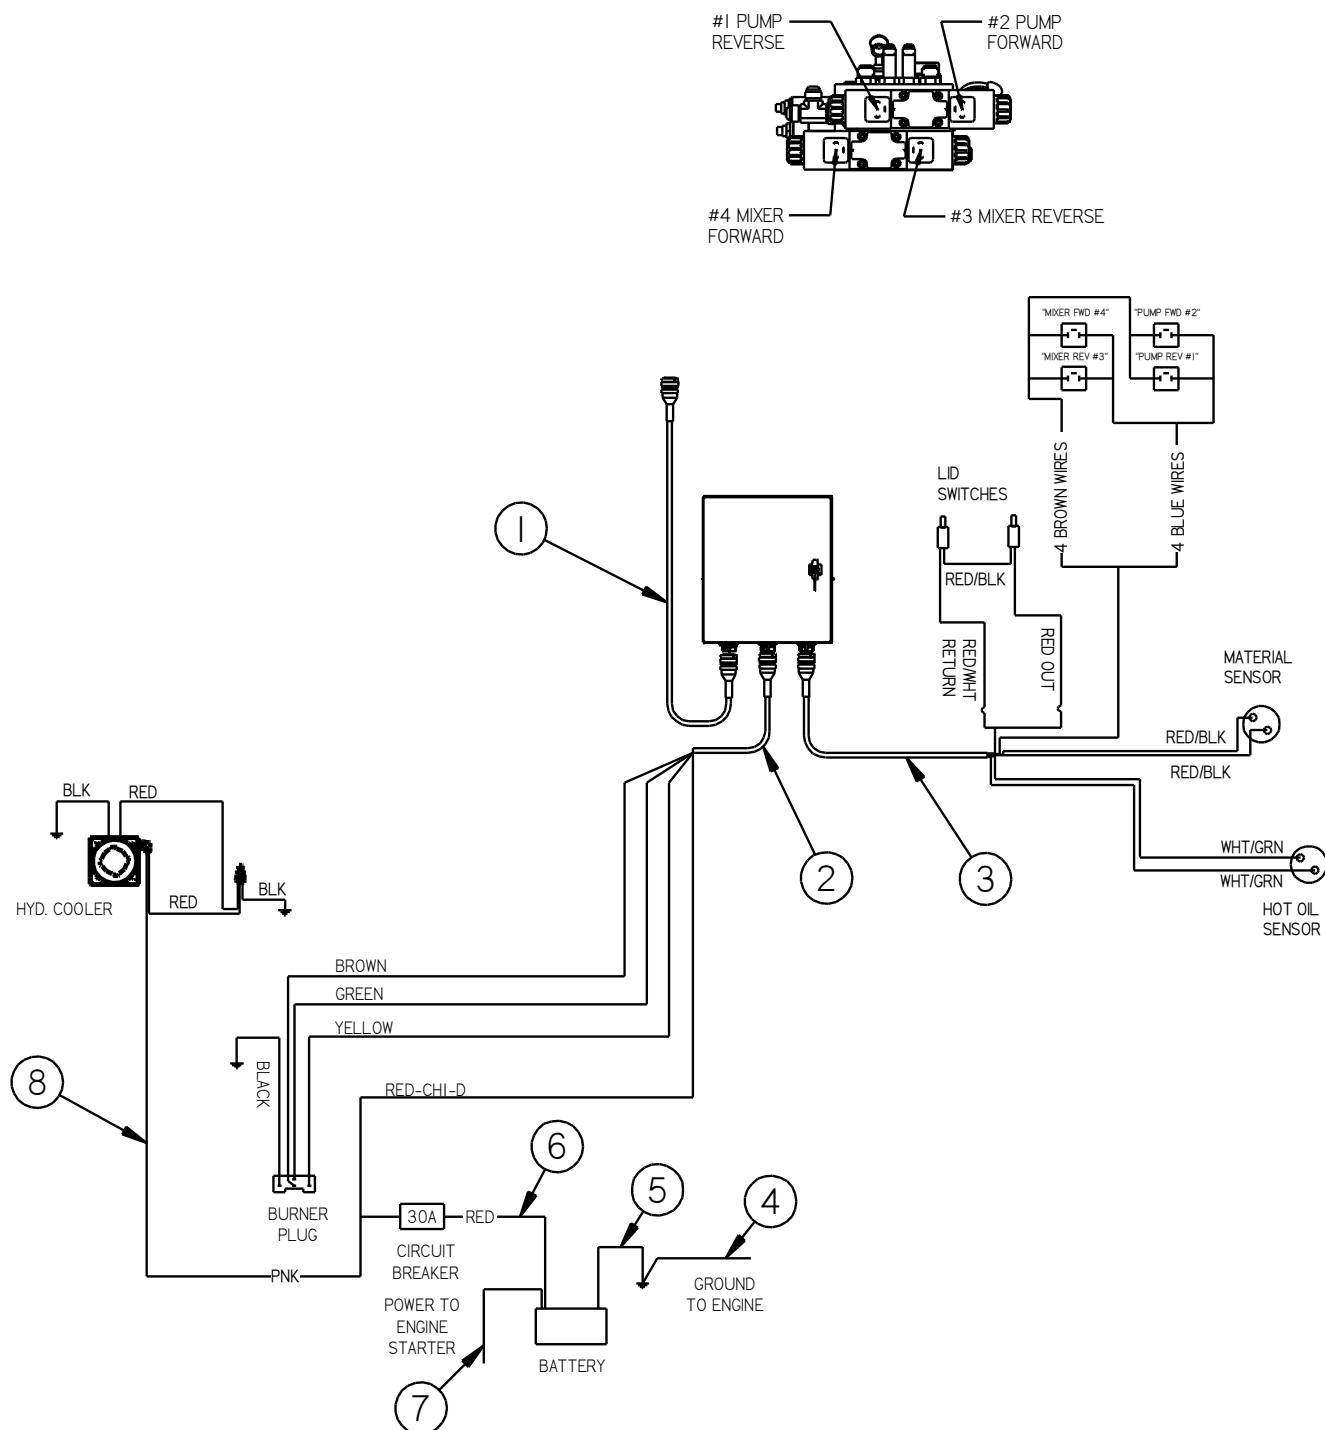 #1 PUMP
REVERSE
#2 PUMP
FORWARD
#4 MIXER
FORWARD
#3 MIXER REVERSE
"MIXER FWD #4"
"PUMP FWD #2"
"MIXER REV #3"
"PUMP REV #1"
4 BROWN WIRES
4 BLUE WIRES
LID
SWITCHES
RED/BLK
RED/WHT
RETURN
RED OUT
1
MATERIAL
SENSOR
RED/BLK
RED/BLK
2
3
WHT/GRN
WHT/GRN
HOT OIL
SENSOR
BLK
RED
BLK
RED
HYD. COOLER
BROWN
GREEN
YELLOW
BLACK
RED-CHI-D
8
BURNER
PLUG
PNK
30A
RED
CIRCUIT
BREAKER
6
5
4
GROUND
TO ENGINE
POWER TO
ENGINE
STARTER
BATTERY
7